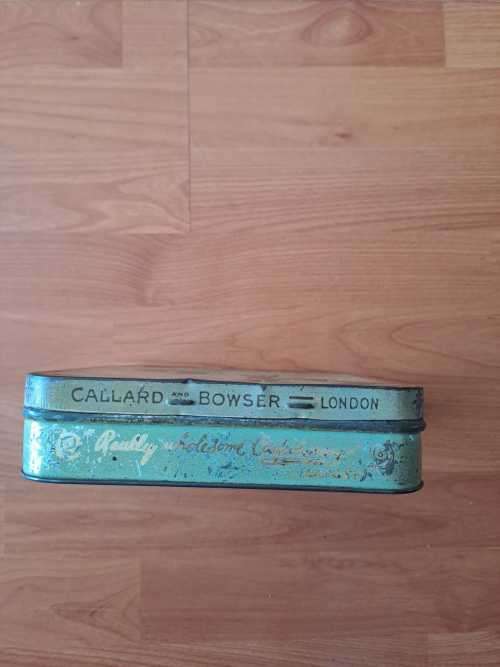 CALLARD AND BOWSER = LONDON
Really wholesome Confectionery